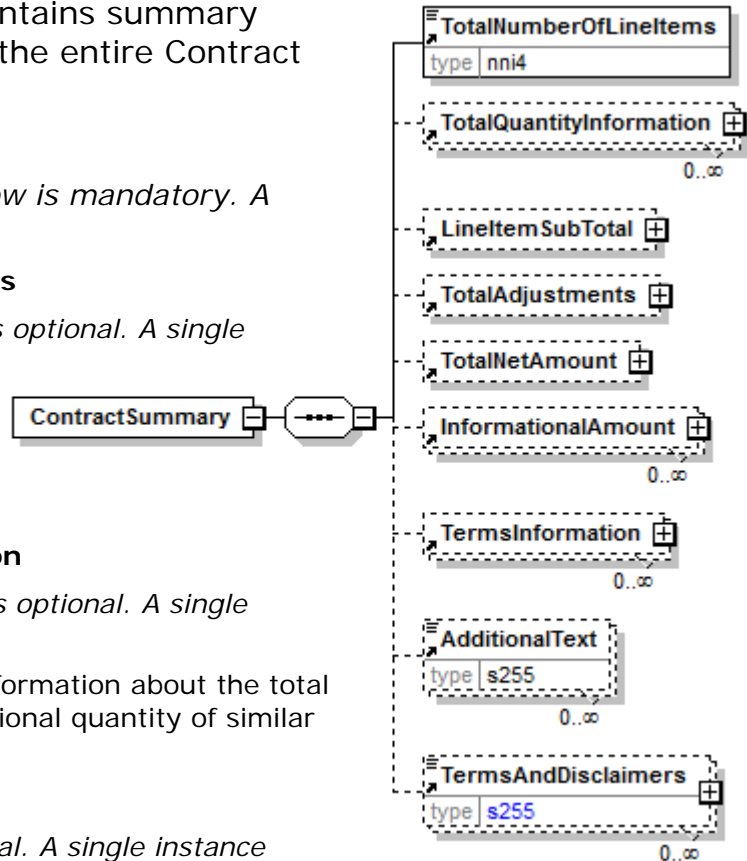 ntains summary
the entire Contract
ow is mandatory. A
s
s optional. A single
on
s optional. A single
formation about the total
ional quantity of similar
al. A single instance
ContractSummary
TotalNumberOfLineItems
type nni4
TotalQuantityInformation
0..∞
LineItemSubTotal
TotalAdjustments
TotalNetAmount
InformationalAmount
0..∞
TermsInformation
0..∞
AdditionalText
type s255
0..∞
TermsAndDisclaimers
type s255
0..∞